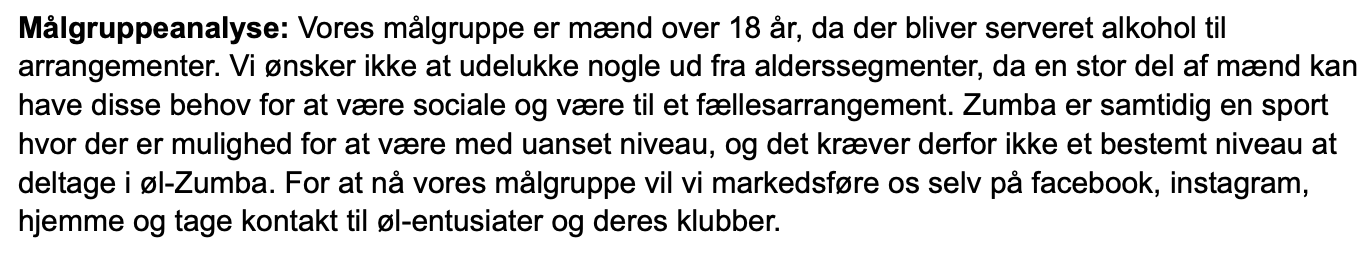 Målgruppeanalyse: Vores målgruppe er mænd over 18 år, da der bliver serveret alkohol til
arrangementer. Vi ønsker ikke at udelukke nogle ud fra alderssegmenter, da en stor del af mænd kan
have disse behov for at være sociale og være til et fællesarrangement. Zumba er samtidig en sport
hvor der er mulighed for at være med uanset niveau, og det kræver derfor ikke et bestemt niveau at
deltage i øl-Zumba. For at nå vores målgruppe vil vi markedsføre os selv på facebook, instagram,
hjemme og tage kontakt til øl-entusiater og deres klubber.